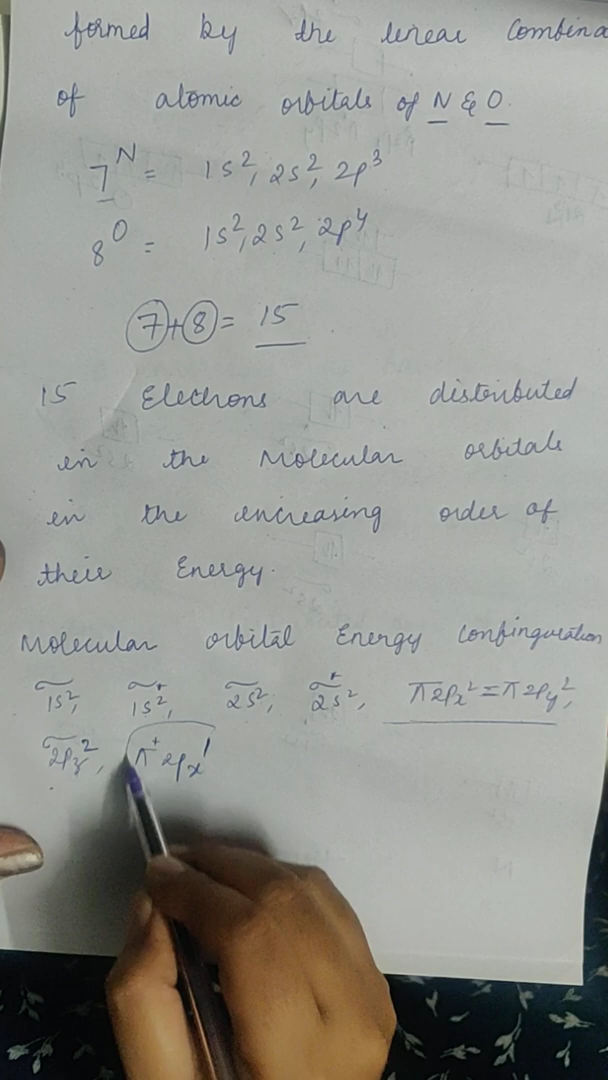 formed by the linear Combina
of atomic orbitals of N & O.
7N = 1s², 2s², 2p³
8O = 1s², 2s², 2p⁴
7+8 = 15
15 Electrons are distributed
in the Molecular orbitals
in the increasing order of
their Energy.
Molecular orbital Energy Configuration
σ1s², σ*1s², σ2s², σ*2s², π2px² = π2py²,
σ2pz², π*2px¹